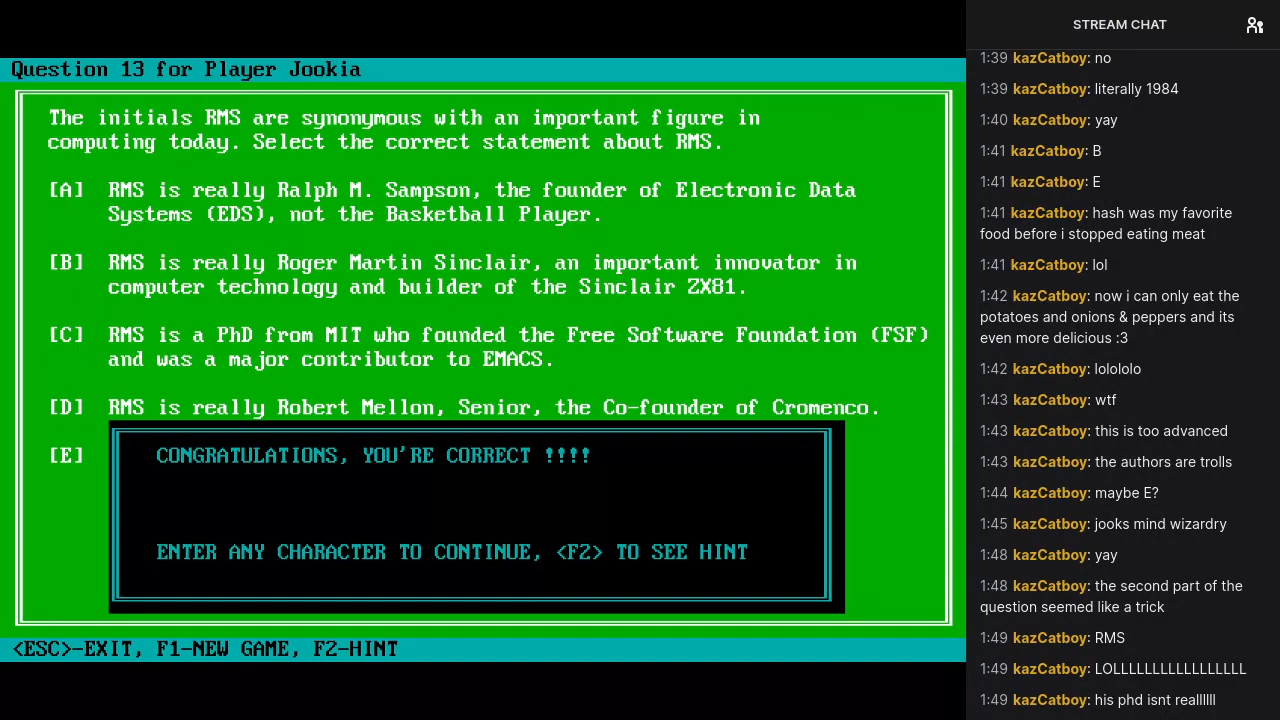 Question 13 for Player Jookia
The initials RMS are synonymous with an important figure in
computing today. Select the correct statement about RMS.
[A] RMS is really Ralph M. Sampson, the founder of Electronic Data
Systems (EDS), not the Basketball Player.
[B] RMS is really Roger Martin Sinclair, an important innovator in
computer technology and builder of the Sinclair ZX81.
[C] RMS is a PhD from MIT who founded the Free Software Foundation (FSF)
and was a major contributor to EMACS.
[D] RMS is really Robert Mellon, Senior, the Co-founder of Cromenco.
[E]
CONGRATULATIONS, YOU'RE CORRECT !!!!
ENTER ANY CHARACTER TO CONTINUE, <F2> TO SEE HINT
<ESC>-EXIT, F1-NEW GAME, F2-HINT
STREAM CHAT
1:39 kazCatboy: no
1:39 kazCatboy: literally 1984
1:40 kazCatboy: yay
1:41 kazCatboy: B
1:41 kazCatboy: E
1:41 kazCatboy: hash was my favorite
food before i stopped eating meat
1:41 kazCatboy: lol
1:42 kazCatboy: now i can only eat the
potatoes and onions & peppers and its
even more delicious :3
1:42 kazCatboy: lolololo
1:43 kazCatboy: wtf
1:43 kazCatboy: this is too advanced
1:43 kazCatboy: the authors are trolls
1:44 kazCatboy: maybe E?
1:45 kazCatboy: jooks mind wizardry
1:48 kazCatboy: yay
1:48 kazCatboy: the second part of the
question seemed like a trick
1:49 kazCatboy: RMS
1:49 kazCatboy: LOLLLLLLLLLLLLLLLLL
1:49 kazCatboy: his phd isnt reallllll